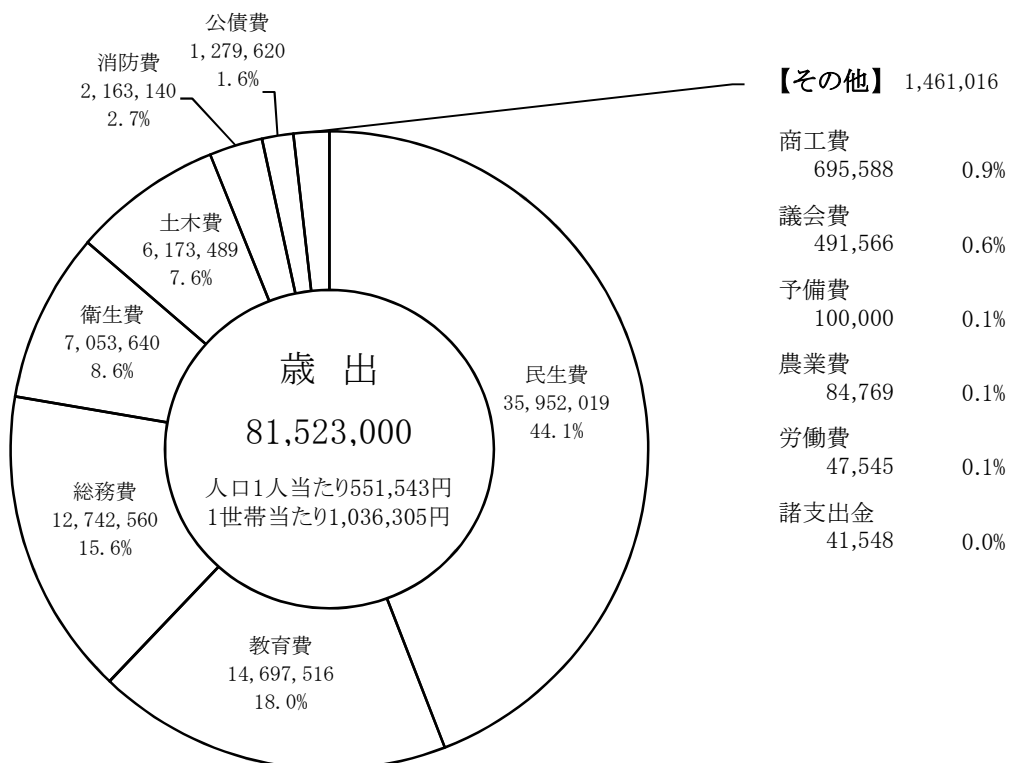 公債費
1,279,620
1.6%
消防費
2,163,140
2.7%
土木費
6,173,489
7.6%
衛生費
7,053,640
8.6%
総務費
12,742,560
15.6%
教育費
14,697,516
18.0%
民生費
35,952,019
44.1%
歳 出
81,523,000
人口1人当たり551,543円
1世帯当たり1,036,305円
【その他】 1,461,016
商工費
695,588 0.9%
議会費
491,566 0.6%
予備費
100,000 0.1%
農業費
84,769 0.1%
労働費
47,545 0.1%
諸支出金
41,548 0.0%